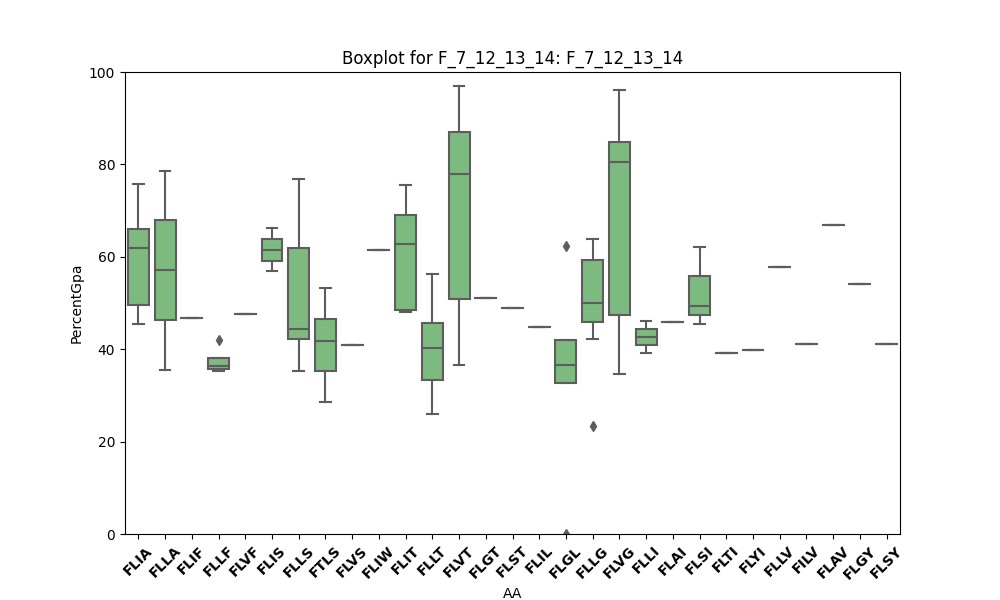 Boxplot for F_7_12_13_14: F_7_12_13_14
PercentGpa
100
80
60
40
20
0
FLIA FLLA FLIF FLLF FLVF FLIS FLLS FTLS FLVS FLIW FLIT FLLT FLVT FLGT FLST FLIL FLGL FLLG FLVG FLLI FLAI FLSI FLTI FLYI FLLV FILV FLAV FLGY FLSY
AA